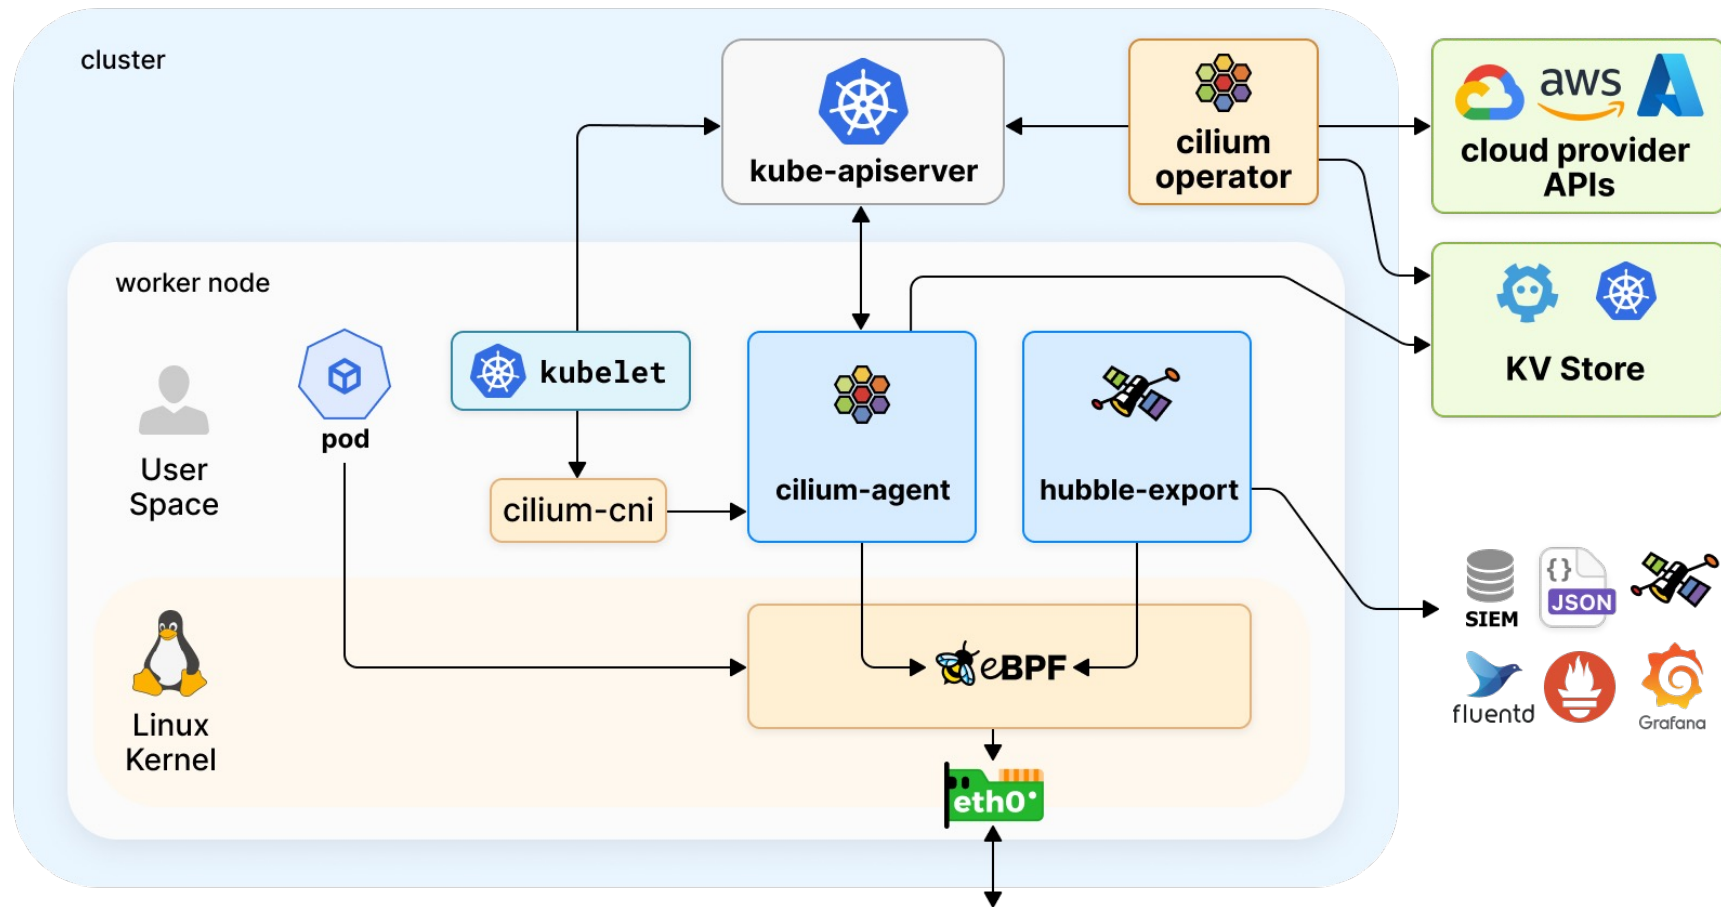 cluster
kube-apiserver
cilium
operator
aws
cloud provider
APIs
worker node
kubelet
KV Store
pod
User
Space
cilium-cni
cilium-agent
hubble-export
{}
JSON
SIEM
eBPF
fluentd
Grafana
Linux
Kernel
eth0